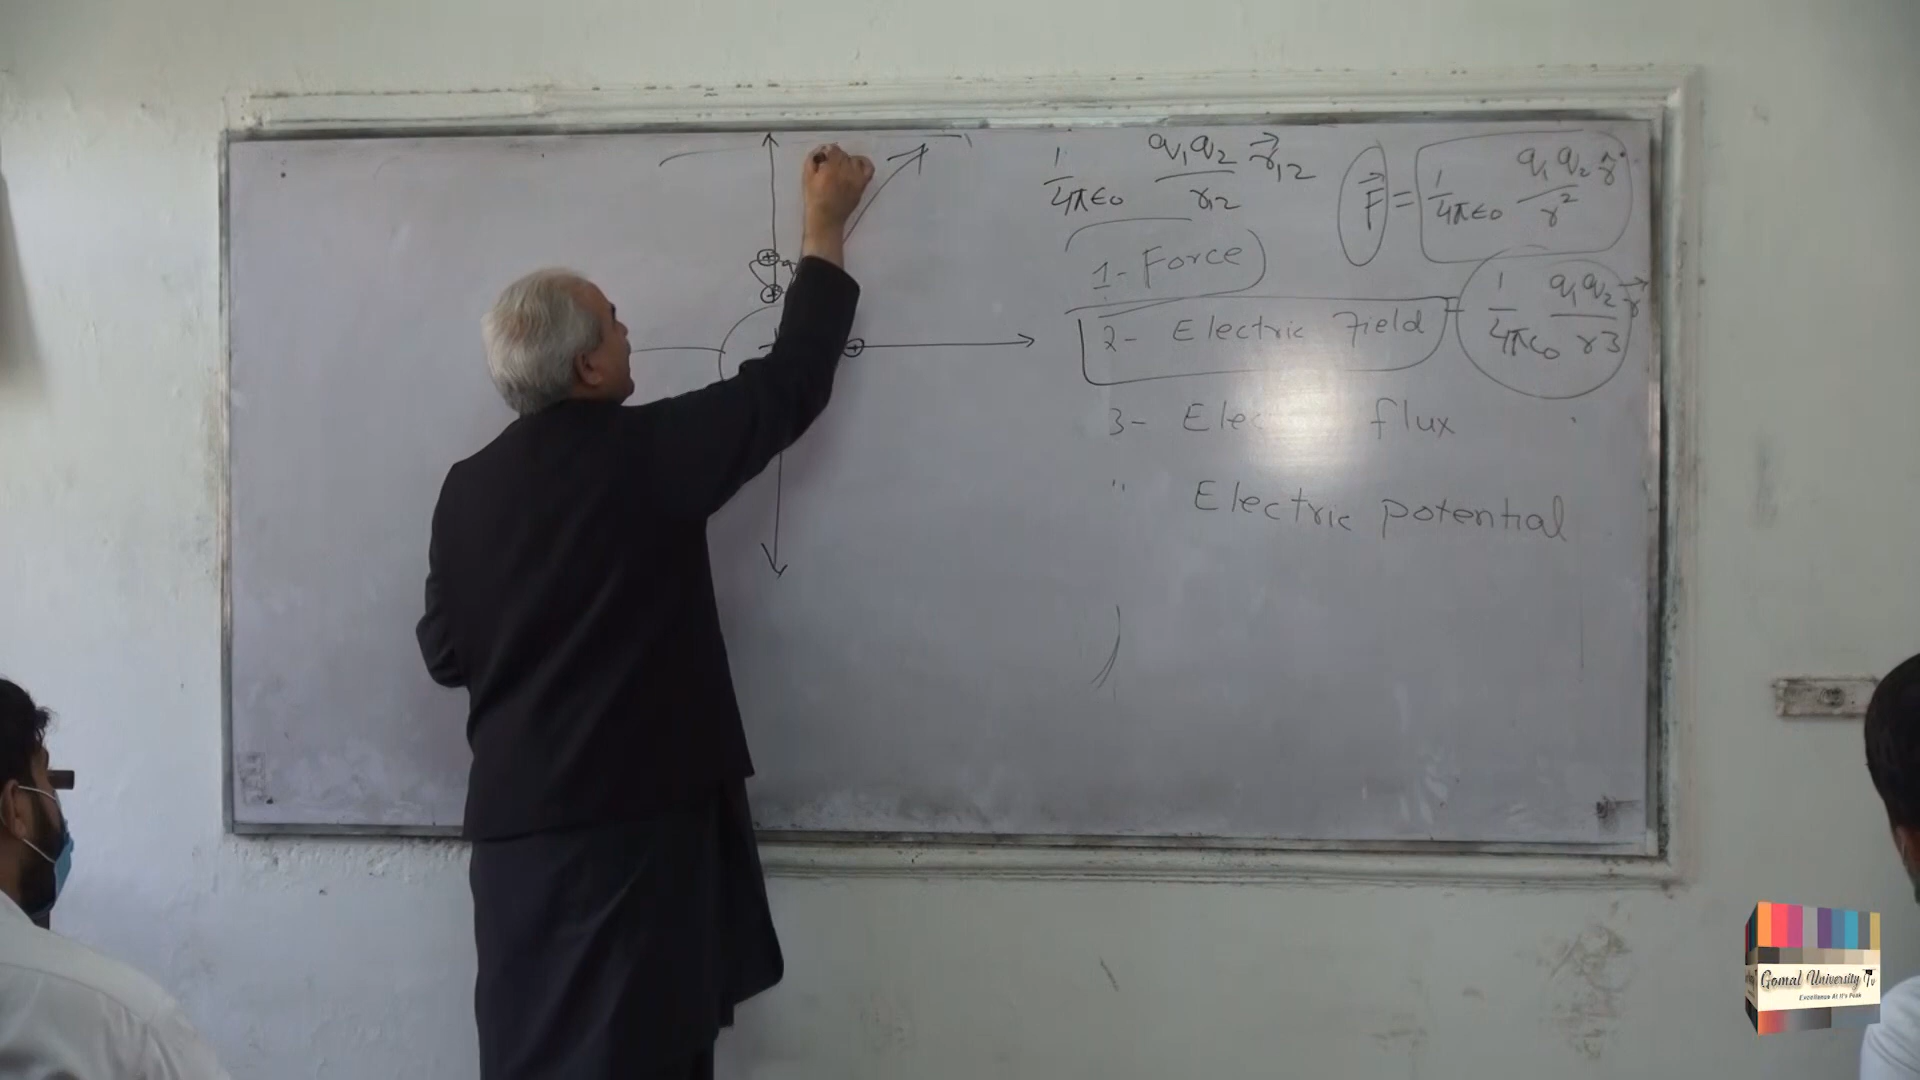 1/4πϵ₀ q₁q₂/r₁₂ r⃗₁₂
F⃗ = 1/4πϵ₀ q₁q₂/r² r̂
1- Force
2- Electric Field = 1/4πϵ₀ q₁q₂/r3 r⃗
3- flux
" Electric potential
Gomal University Tv
Excellence At It's Peak